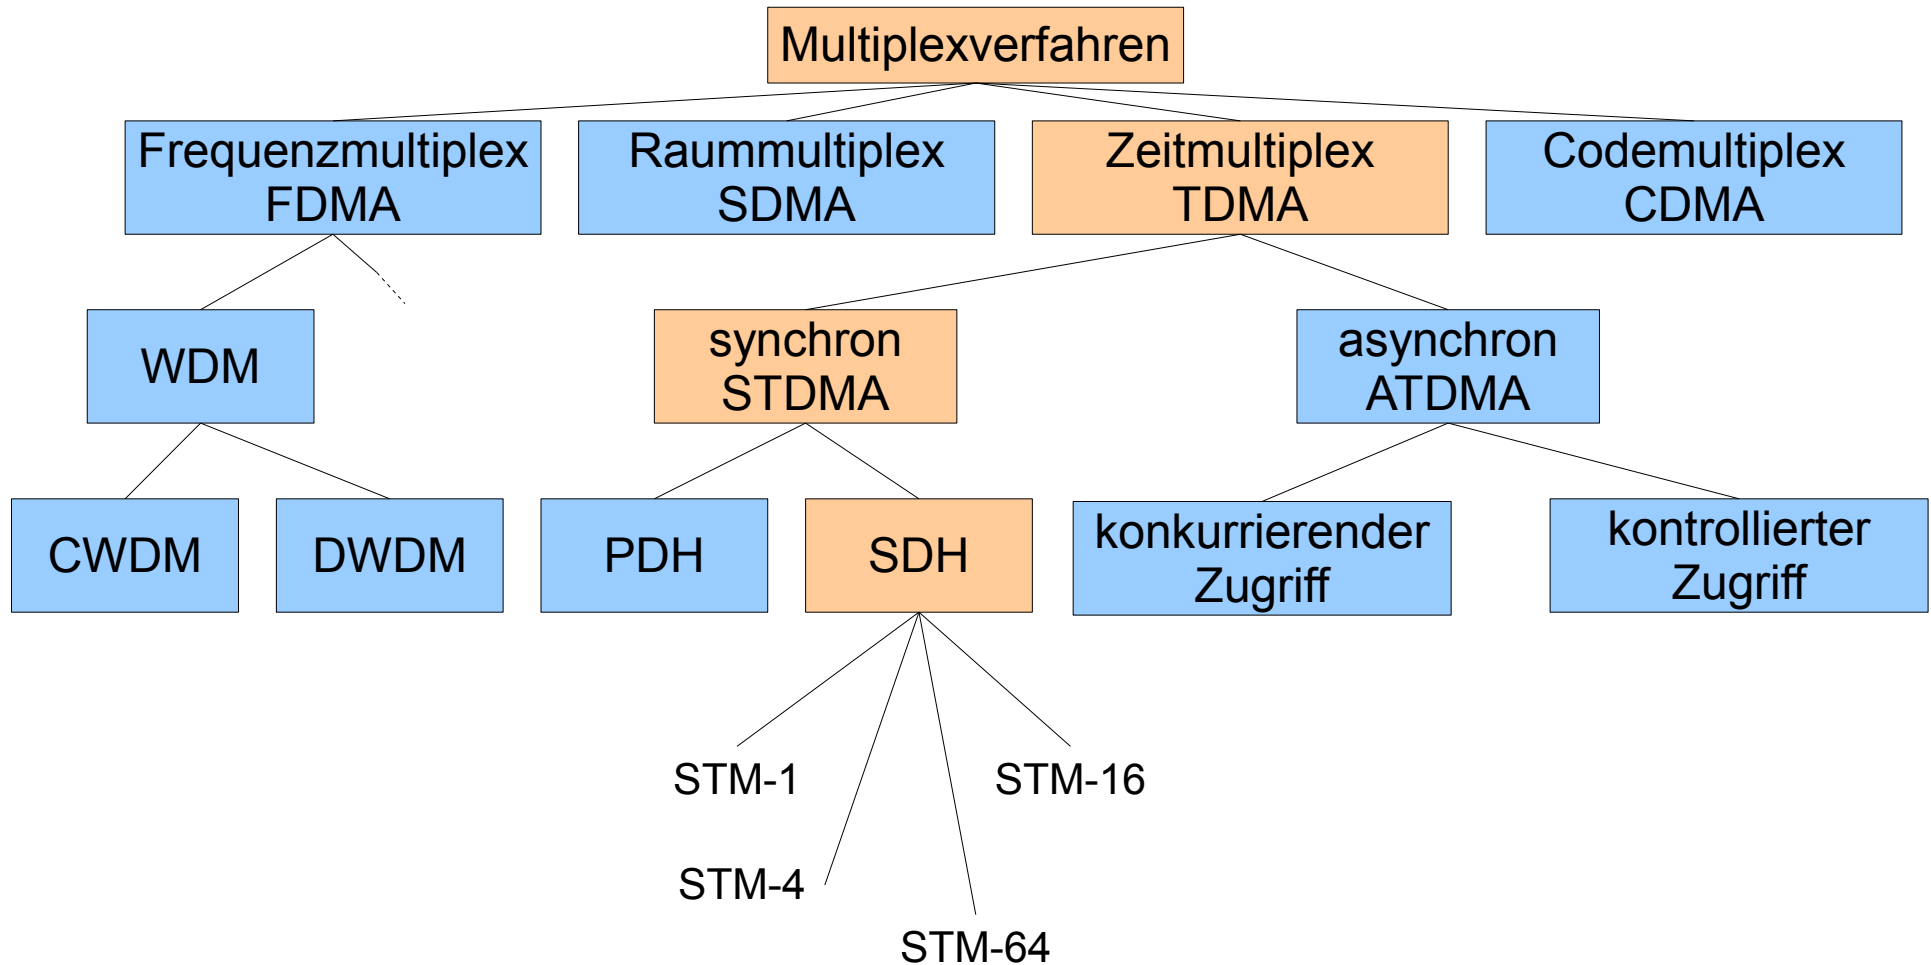 Multiplexverfahren
Frequenzmultiplex
FDMA
Raummultiplex
SDMA
Zeitmultiplex
TDMA
Codemultiplex
CDMA
WDM
synchron
STDMA
asynchron
ATDMA
CWDM
DWDM
PDH
SDH
konkurrierender
Zugriff
kontrollierter
Zugriff
STM-1
STM-16
STM-4
STM-64